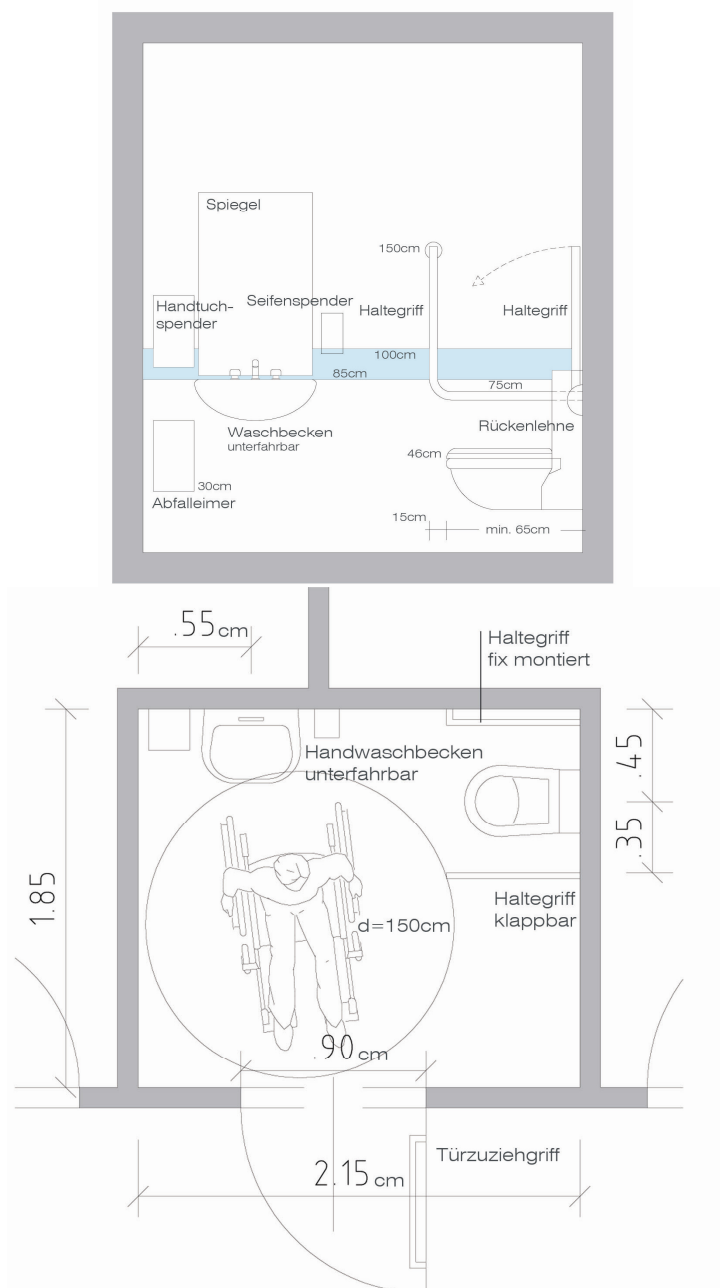 Spiegel
150cm
Handtuch-
spender
Seifenspender
Haltegriff
Haltegriff
100cm
85cm
75cm
Waschbecken
unterfahrbar
Rückenlehne
46cm
30cm
Abfalleimer
15cm
min. 65cm
.55cm
Haltegriff
fix montiert
Handwaschbecken
unterfahrbar
.45
.35
1.85
Haltegriff
klappbar
d=150cm
.90cm
Türzuziehgriff
2.15cm